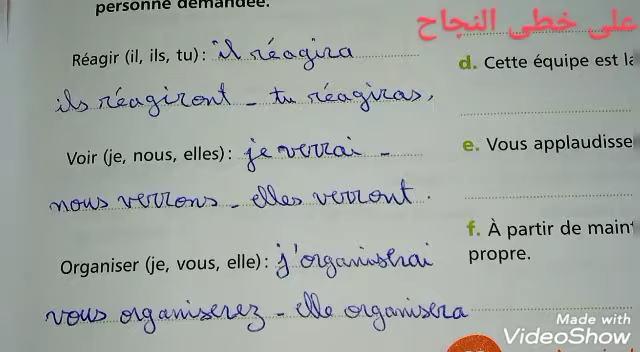 personne demandée.
على خطى النجاح
Réagir (il, ils, tu): il réagira
ils réagiront - tu réagiras,
Voir (je, nous, elles): je verrai -
nous verrons - elles verront.
Organiser (je, vous, elle): j'organiserai
vous organiserez - elle organisera
d. Cette équipe est la
e. Vous applaudisse
f. À partir de maint
propre.
Made with
VideoShow